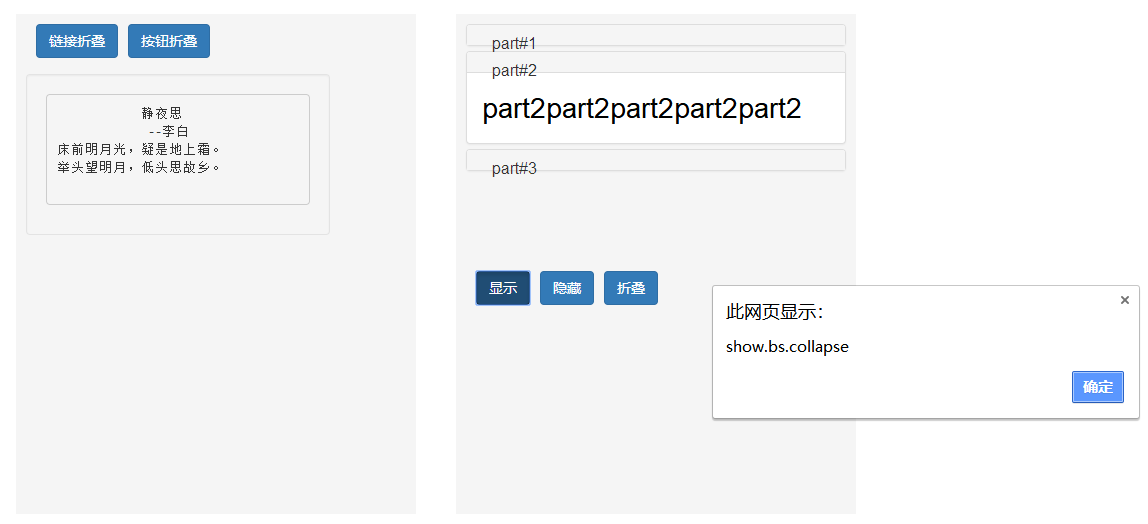 链接折叠 按钮折叠
静夜思
--李白
床前明月光，疑是地上霜。
举头望明月，低头思故乡。
part#1
part#2
part2part2part2part2part2
part#3
显示 隐藏 折叠
此网页显示：
×
show.bs.collapse
确定